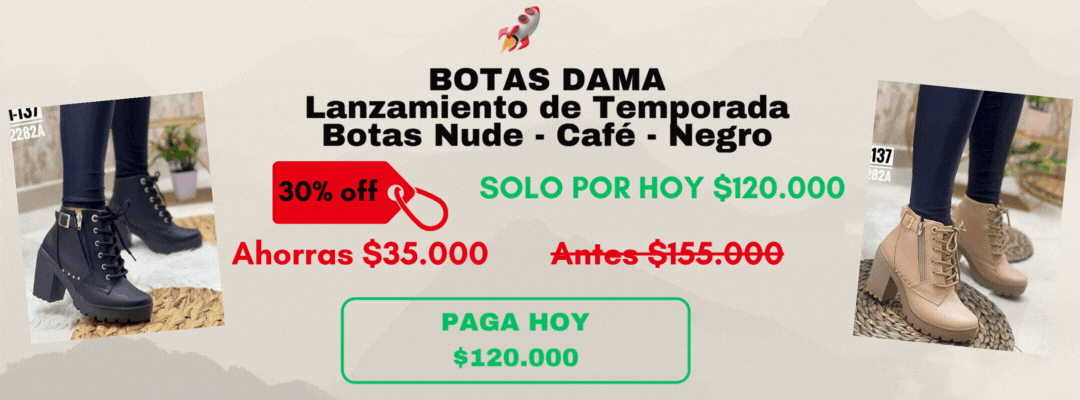 BOTAS DAMA
Lanzamiento de Temporada
Botas Nude - Café - Negro
1-137
2282A
137
282A
30% off
SOLO POR HOY $120.000
Ahorras $35.000
Antes $155.000
PAGA HOY
$120.000